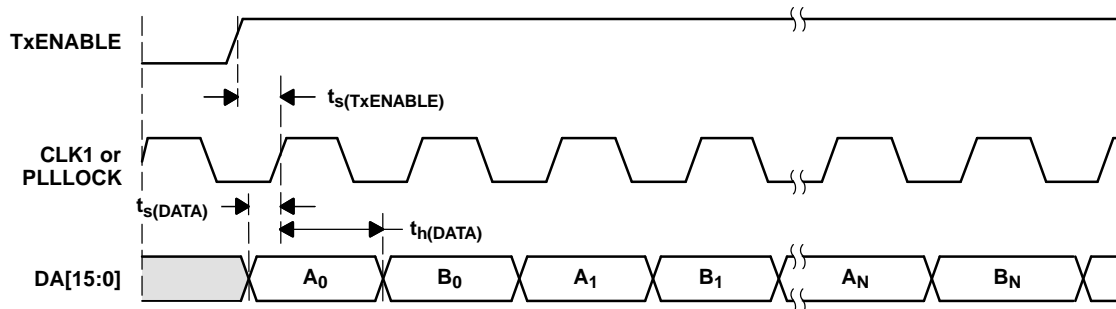 TxENABLE
ts(TxENABLE)
CLK1 or
PLLLOCK
ts(DATA)
th(DATA)
DA[15:0]
A0
B0
A1
B1
AN
BN